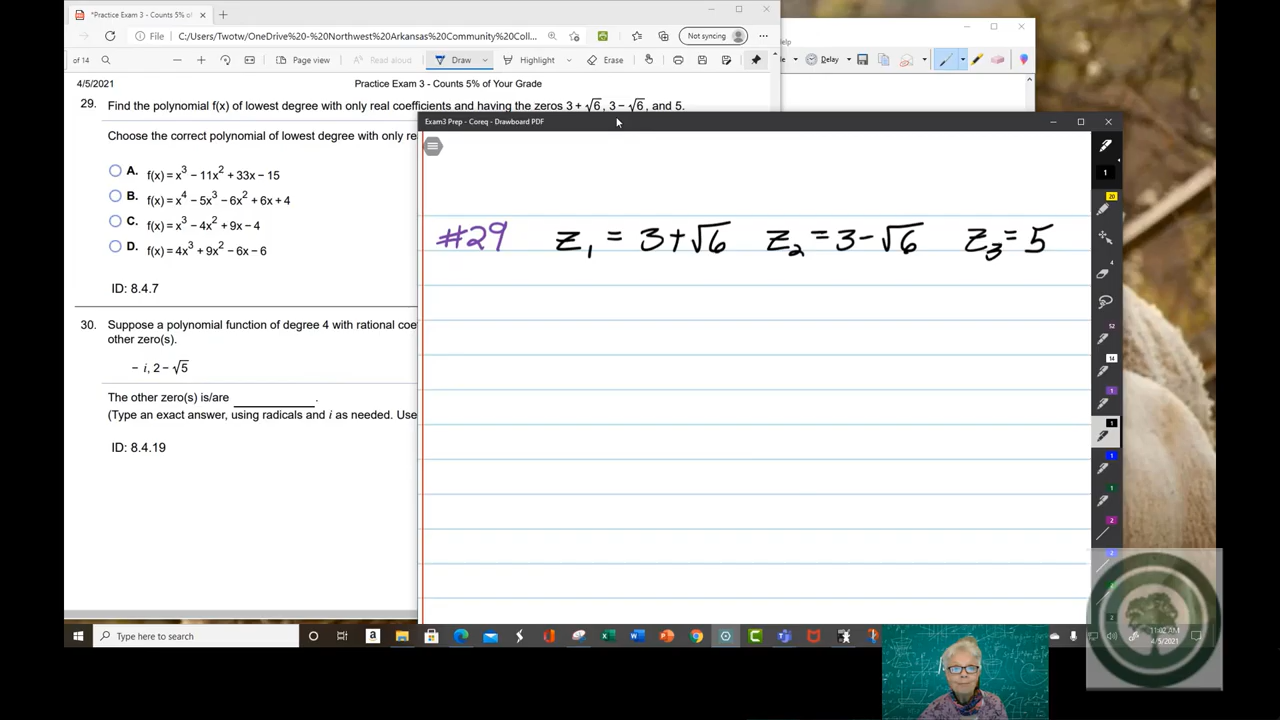 *Practice Exam 3 - Counts 5% of
File C:/Users/Twotw/OneDrive%20-%20Northwest%20Arkansas%20Community%20Coll... Not syncing
of 14 Page view Read aloud Draw Highlight Erase
Delay
4/5/2021 Practice Exam 3 - Counts 5% of Your Grade
29. Find the polynomial f(x) of lowest degree with only real coefficients and having the zeros 3 + √6, 3 − √6, and 5.
Choose the correct polynomial of lowest degree with only re
A. f(x) = x³ − 11x² + 33x − 15
B. f(x) = x⁴ − 5x³ − 6x² + 6x + 4
C. f(x) = x³ − 4x² + 9x − 4
D. f(x) = 4x³ + 9x² − 6x − 6
ID: 8.4.7
30. Suppose a polynomial function of degree 4 with rational coe
other zero(s).
− i, 2 − √5
The other zero(s) is/are ____________.
(Type an exact answer, using radicals and i as needed. Use
ID: 8.4.19
Exam3 Prep - Coreq - Drawboard PDF
#29 z₁ = 3+√6 z₂ = 3−√6 z₃ = 5
Type here to search
11:02 AM
4/5/2021